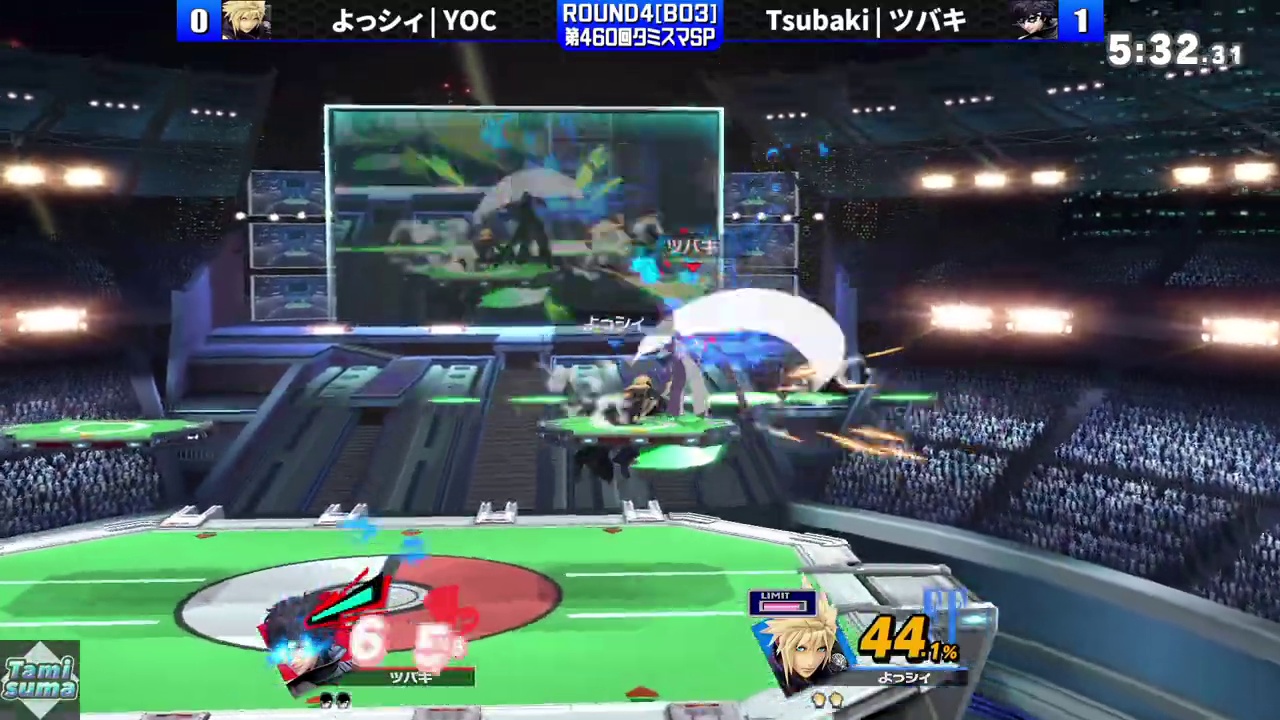 0
よっシィ| YOC
ROUND4[BO3]
第460回タミスマSP
Tsubaki| ツバキ
1
5:32.31
ツバキ
よっシィ
LIMIT
44.1%
ツバキ
よっシィ
Tami
suma